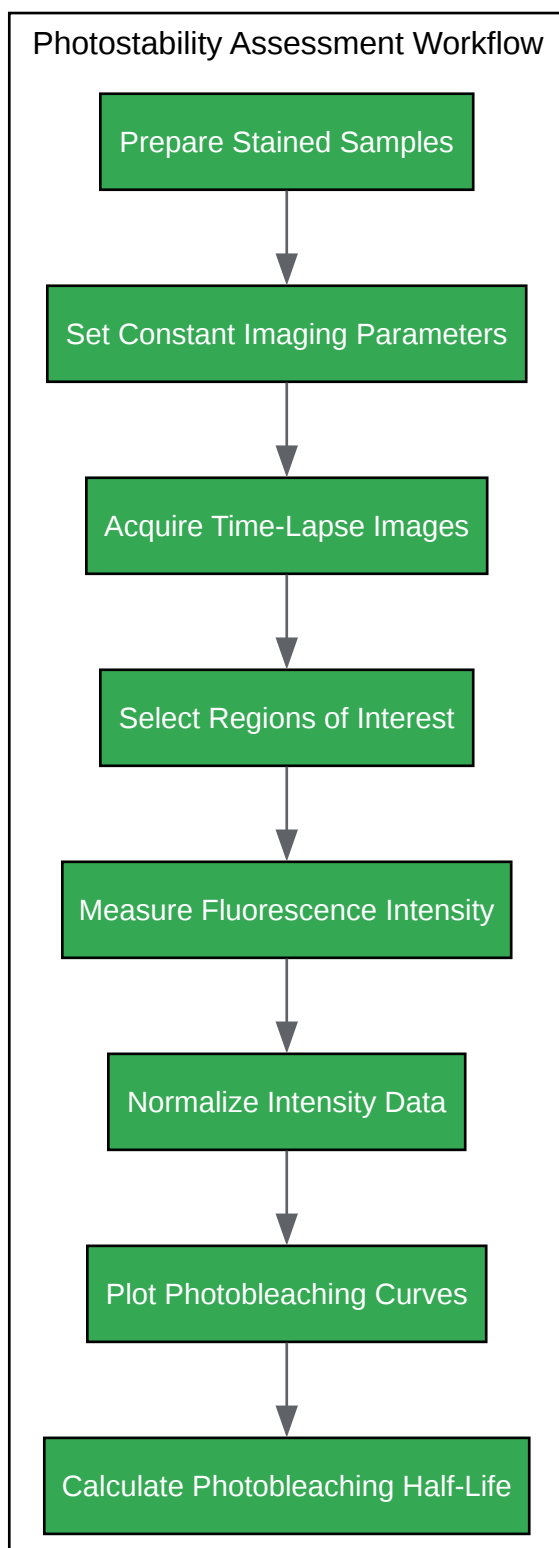 Photostability Assessment Workflow
Prepare Stained Samples
Set Constant Imaging Parameters
Acquire Time-Lapse Images
Select Regions of Interest
Measure Fluorescence Intensity
Normalize Intensity Data
Plot Photobleaching Curves
Calculate Photobleaching Half-Life